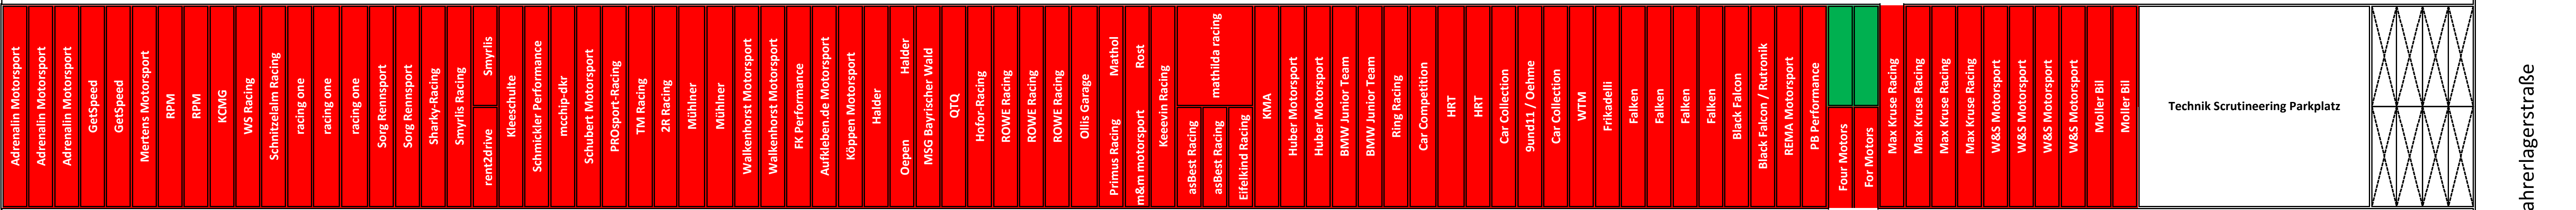 Adrenalin Motorsport
Adrenalin Motorsport
Adrenalin Motorsport
GetSpeed
GetSpeed
Mertens Motorsport
RPM
RPM
KCMG
WS Racing
Schnitzelalm Racing
racing one
racing one
racing one
Sorg Rennsport
Sorg Rennsport
Sharky-Racing
Smyrlis Racing
Smyrlis
rent2drive
Kleeschulte
Schmickler Performance
mcchip-dkr
Schubert Motorsport
PROsport-Racing
TM Racing
2R Racing
Mühlner
Mühlner
Walkenhorst Motorsport
Walkenhorst Motorsport
FK Performance
Aufkleben.de Motorsport
Köppen Motorsport
Halder
Oepen Halder
MSG Bayrischer Wald
QTQ
Hofor-Racing
ROWE Racing
ROWE Racing
ROWE Racing
Ollis Garage
Primus Racing Mathol
m&m motorsport Rost
Keeevin Racing
mathilda racing
asBest Racing
asBest Racing
Eifelkind Racing
KMA
Huber Motorsport
Huber Motorsport
BMW Junior Team
BMW Junior Team
Ring Racing
Car Competition
HRT
HRT
Car Collection
9und11 / Oehme
Car Collection
WTM
Frikadelli
Falken
Falken
Falken
Falken
Black Falcon
Black Falcon / Rutronik
REMA Motorsport
PB Performance
Four Motors
For Motors
Max Kruse Racing
Max Kruse Racing
Max Kruse Racing
Max Kruse Racing
W&S Motorsport
W&S Motorsport
W&S Motorsport
W&S Motorsport
Moller Bil
Moller Bil
Technik Scrutineering Parkplatz
ahrerlagerstraße